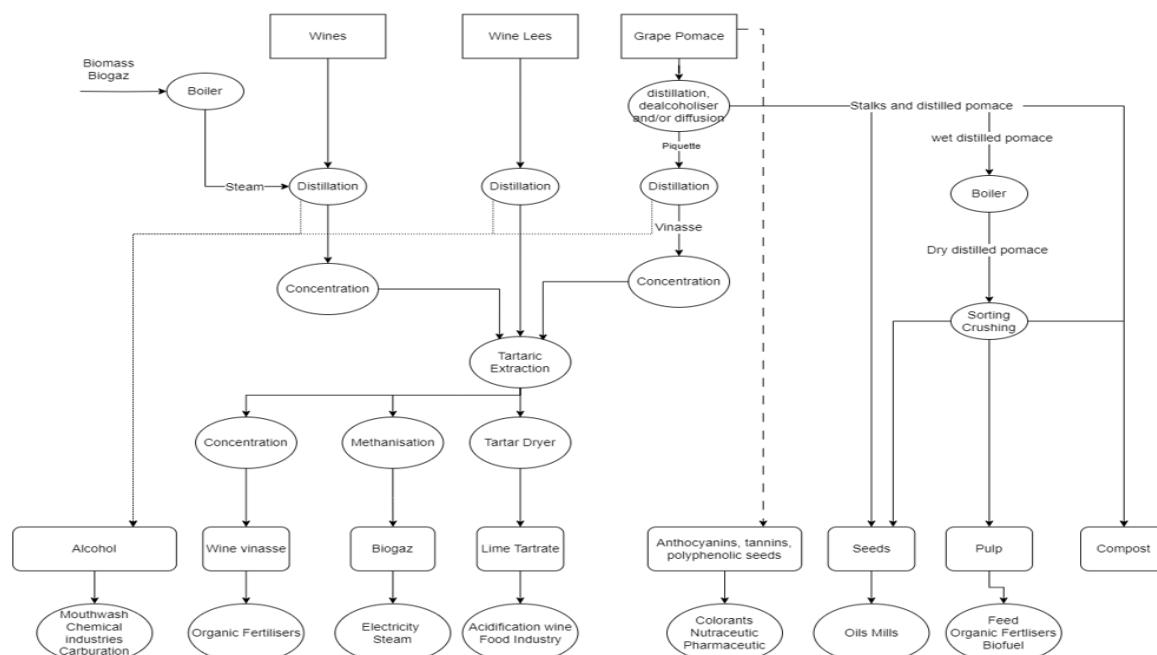 Wines
Wine Lees
Grape Pomace
Biomass
Biogaz
Boiler
distillation,
dealcoholiser
and/or diffusion
Stalks and distilled pomace
wet distilled pomace
Piquette
Steam
Distillation
Distillation
Distillation
Boiler
Vinasse
Dry distilled pomace
Concentration
Concentration
Sorting
Crushing
Tartaric
Extraction
Concentration
Methanisation
Tartar Dryer
Alcohol
Wine vinasse
Biogaz
Lime Tartrate
Anthocyanins, tannins,
polyphenolic seeds
Seeds
Pulp
Compost
Mouthwash
Chemical
industries
Carburation
Organic Fertilisers
Electricity
Steam
Acidification wine
Food Industry
Colorants
Nutraceutic
Pharmaceutic
Oils Mills
Feed
Organic Fertlisers
Biofuel